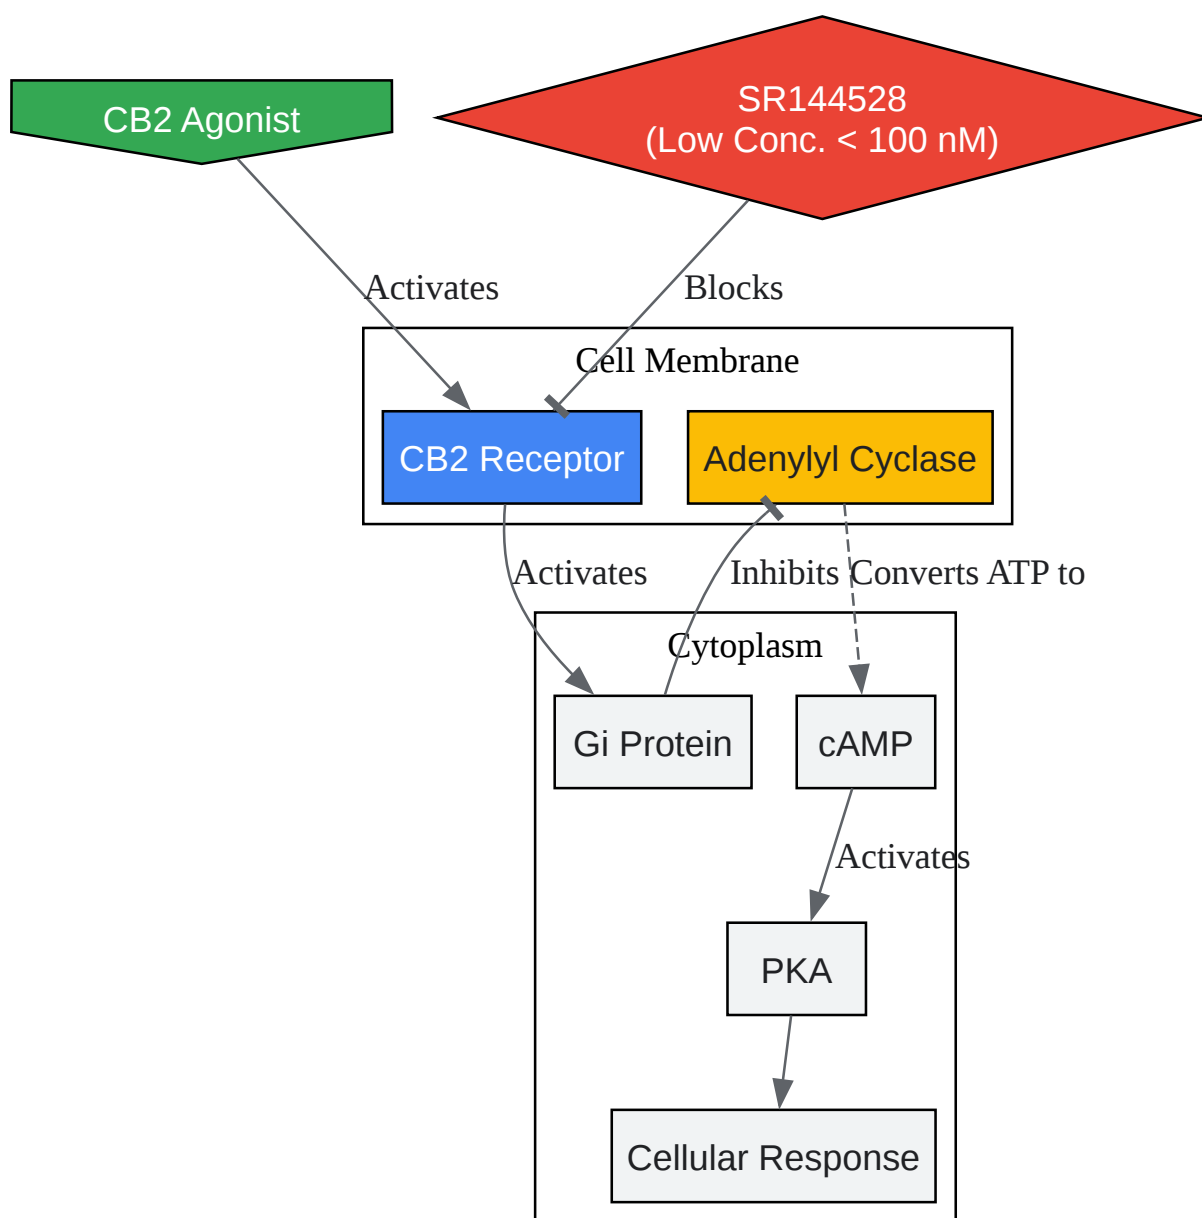 CB2 Agonist
SR144528
(Low Conc. < 100 nM)
Activates
Blocks
Cell Membrane
CB2 Receptor
Adenylyl Cyclase
Activates
Inhibits
Converts ATP to
Cytoplasm
Gi Protein
cAMP
Activates
PKA
Cellular Response